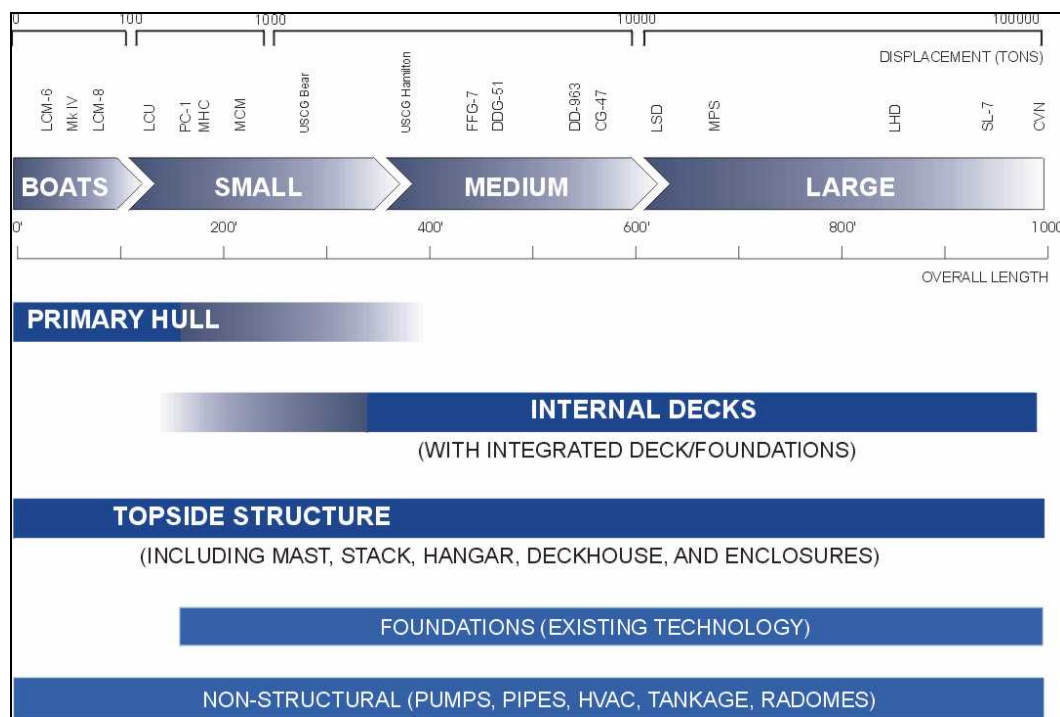 0 100 1000 10000 100000
DISPLACEMENT (TONS)
LCM-6 Mk IV LCM-8 LCU PC-1 MHC MCM USCG Bear USCG Hamilton FFG-7 DDG-51 DD-963 CG-47 LSD MPS LHD SL-7 CVN
BOATS SMALL MEDIUM LARGE
0' 200' 400' 600' 800' 1000
OVERALL LENGTH
PRIMARY HULL
INTERNAL DECKS
(WITH INTEGRATED DECK/FOUNDATIONS)
TOPSIDE STRUCTURE
(INCLUDING MAST, STACK, HANGAR, DECKHOUSE, AND ENCLOSURES)
FOUNDATIONS (EXISTING TECHNOLOGY)
NON-STRUCTURAL (PUMPS, PIPES, HVAC, TANKAGE, RADOMES)